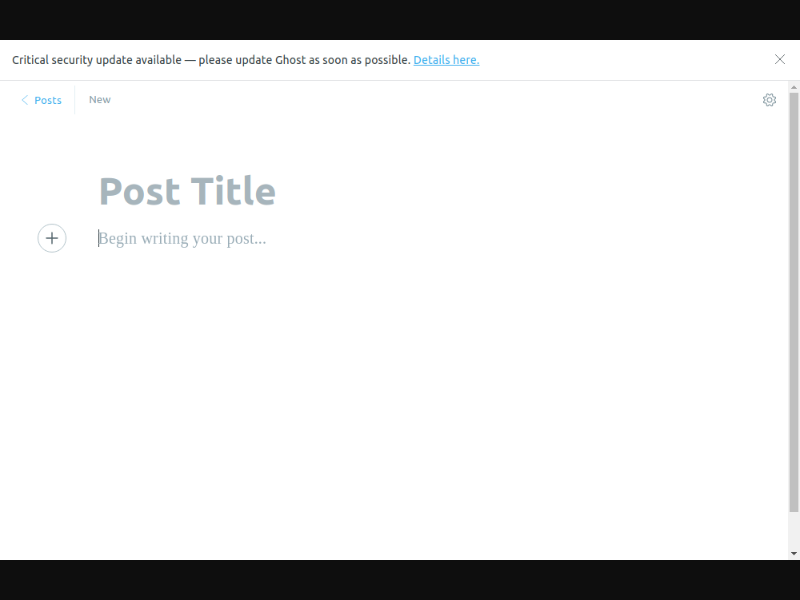 Critical security update available — please update Ghost as soon as possible. Details here.
Posts
New
Post Title
Begin writing your post...